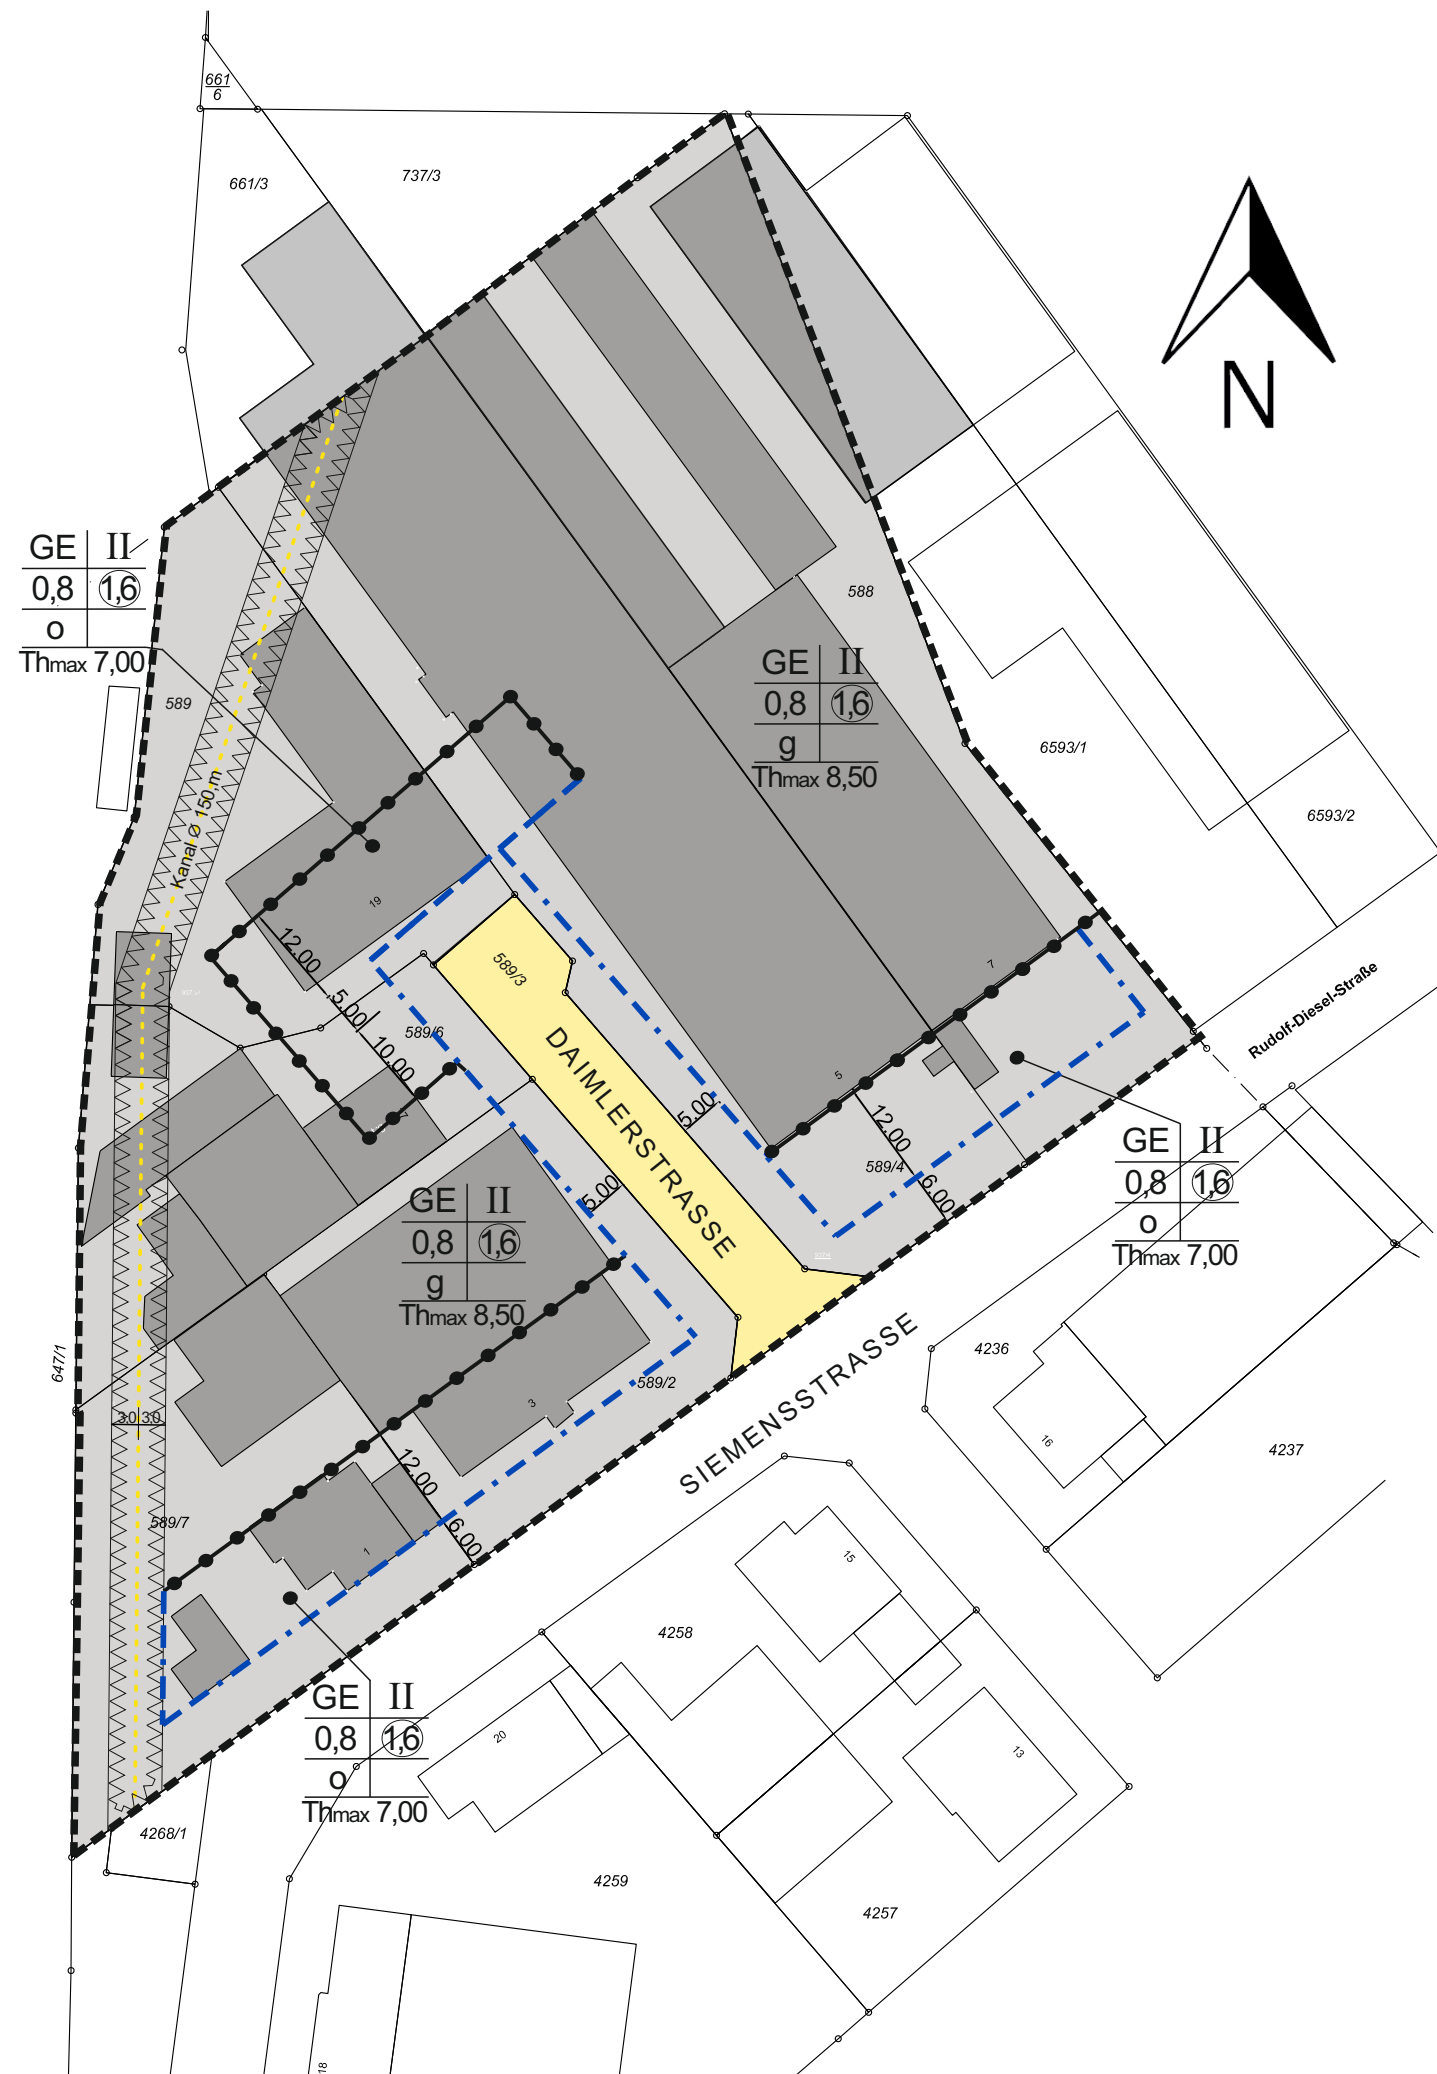 661
6
661/3
737/3
N
GE II
0,8 1,6
o
Thmax 7,00
589
588
GE II
0,8 1,6
g
Thmax 8,50
6593/1
6593/2
Kanal Ø 150 m
19
12.00
5.00
10.00
589/6
589/3
DAIMLERSTRASSE
5.00
5.00
7
5
7
12.00
6.00
589/4
Rudolf-Diesel-Straße
GE II
0,8 1,6
o
Thmax 7,00
GE II
0,8 1,6
g
Thmax 8,50
647/1
3.0 3.0
589/2
3
SIEMENSSTRASSE
4236
16
4237
12.00
6.00
589/7
1
15
4258
GE II
0,8 1,6
o
Thmax 7,00
20
13
4268/1
4259
4257
18